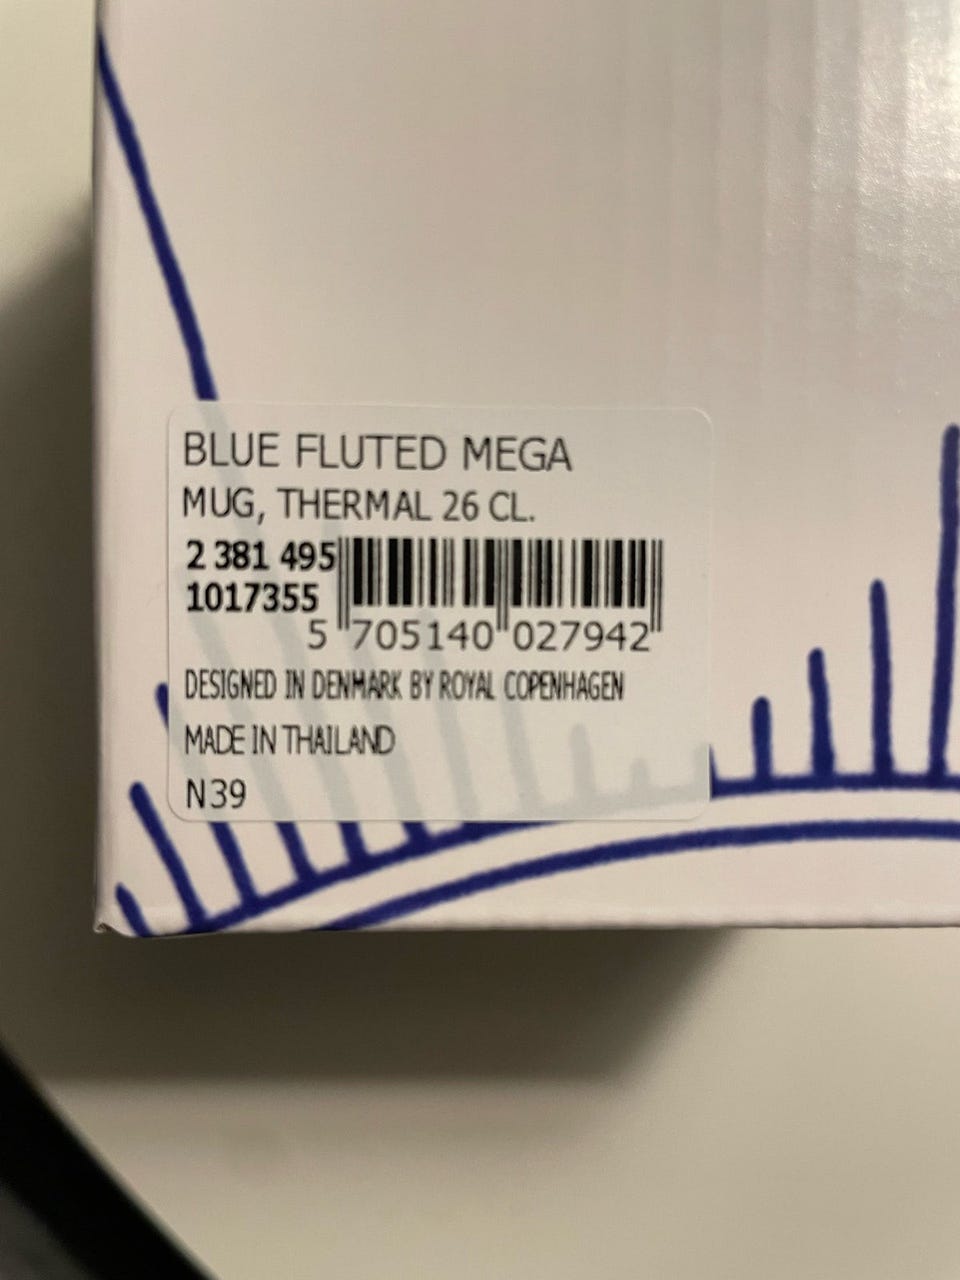 BLUE FLUTED MEGA
MUG, THERMAL 26 CL.
2 381 495
1017355
5 705140 027942
DESIGNED IN DENMARK BY ROYAL COPENHAGEN
MADE IN THAILAND
N39